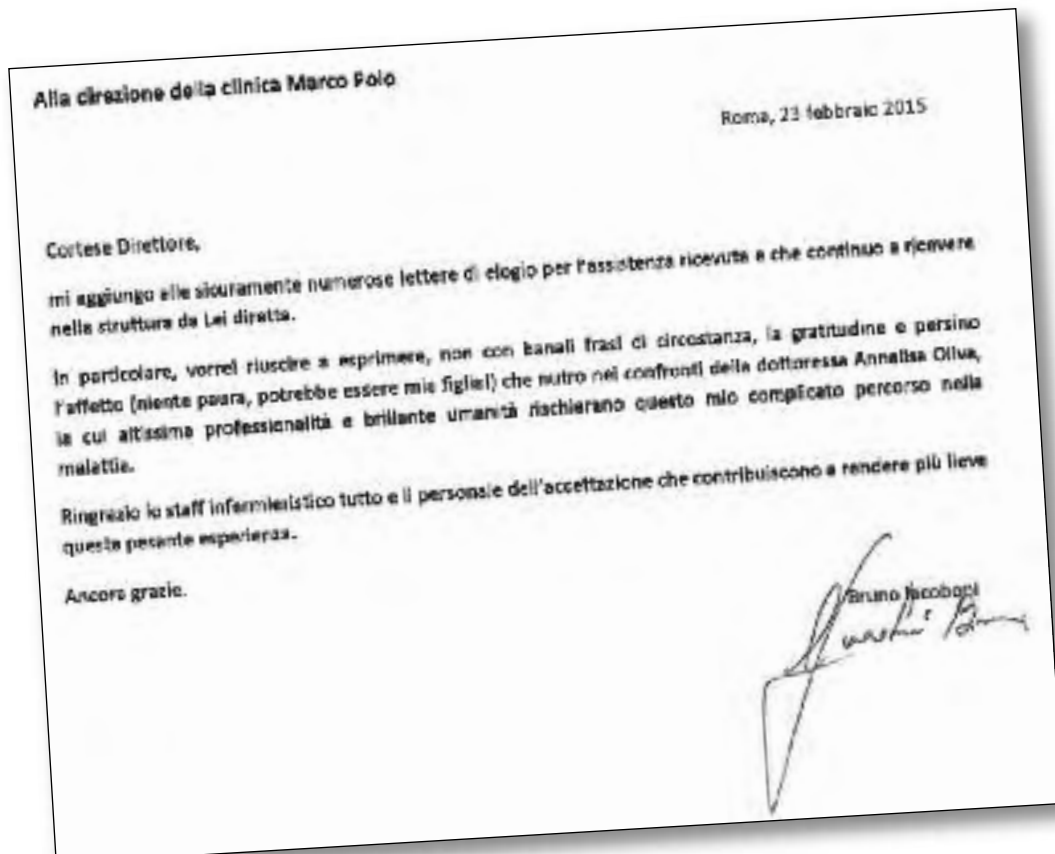 Alla direzione della clinica Marco Polo
Roma, 23 febbraio 2015
Cortese Direttore,
mi aggiungo alle sicuramente numerose lettere di elogio per l'assistenza ricevuta e che continuo a ricevere
nella struttura da Lei diretta.
In particolare, vorrei riuscire a esprimere, non con banali frasi di circostanza, la gratitudine e persino
l'affetto (niente paura, potrebbe essere mia figlia!) che nutro nei confronti della dottoressa Annalisa Oliva,
la cui altissima professionalità e brillante umanità rischiarano questo mio complicato percorso nella
malattia.
Ringrazio lo staff infermieristico tutto e il personale dell'accettazione che contribuiscono a rendere più lieve
questa pesante esperienza.
Ancora grazie.
Bruno Iacoboni